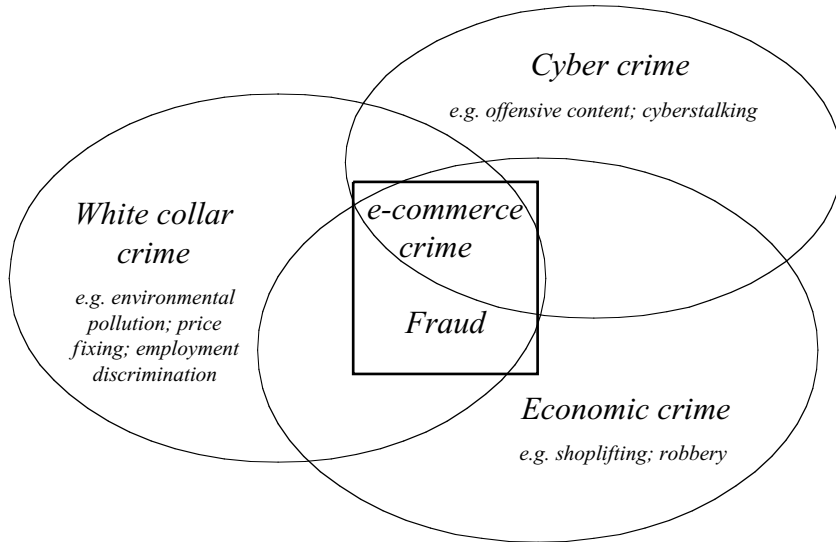 Cyber crime
e.g. offensive content; cyberstalking
White collar
crime
e.g. environmental
pollution; price
fixing; employment
discrimination
e-commerce
crime
Fraud
Economic crime
e.g. shoplifting; robbery